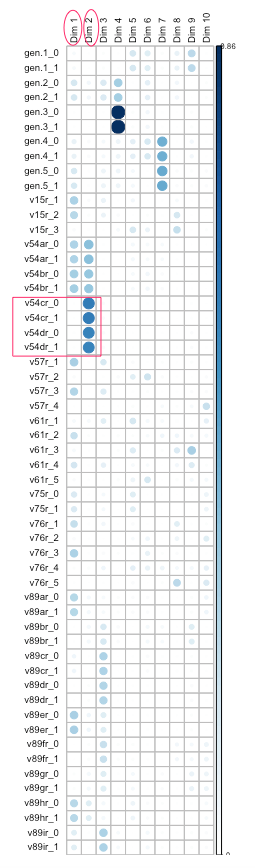 Dim 1 Dim 2 Dim 3 Dim 4 Dim 5 Dim 6 Dim 7 Dim 8 Dim 9 Dim 10
gen.1_0
gen.1_1
gen.2_0
gen.2_1
gen.3_0
gen.3_1
gen.4_0
gen.4_1
gen.5_0
gen.5_1
v15r_1
v15r_2
v15r_3
v54ar_0
v54ar_1
v54br_0
v54br_1
v54cr_0
v54cr_1
v54dr_0
v54dr_1
v57r_1
v57r_2
v57r_3
v57r_4
v61r_1
v61r_2
v61r_3
v61r_4
v61r_5
v75r_0
v75r_1
v76r_1
v76r_2
v76r_3
v76r_4
v76r_5
v89ar_0
v89ar_1
v89br_0
v89br_1
v89cr_0
v89cr_1
v89dr_0
v89dr_1
v89er_0
v89er_1
v89fr_0
v89fr_1
v89gr_0
v89gr_1
v89hr_0
v89hr_1
v89ir_0
v89ir_1